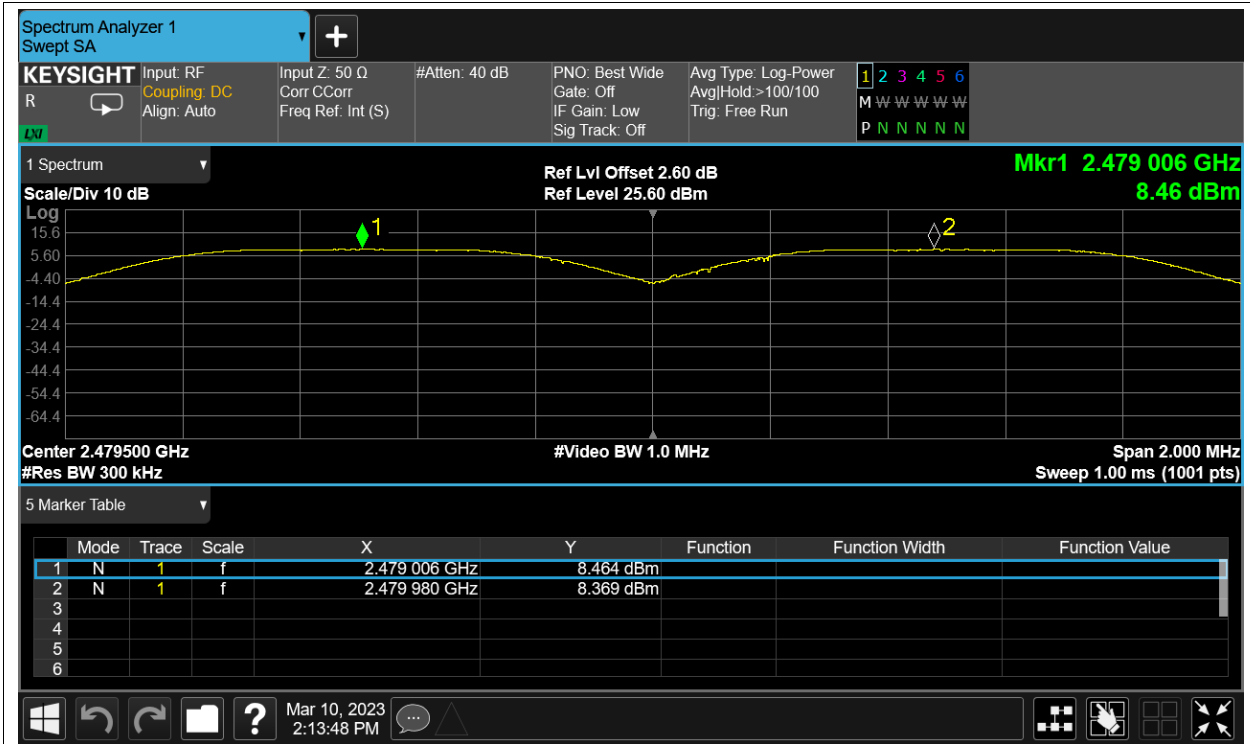 Spectrum Analyzer 1
Swept SA
KEYSIGHT Input: RF Input Z: 50 Ω #Atten: 40 dB PNO: Best Wide Avg Type: Log-Power 1 2 3 4 5 6
R Coupling: DC Corr CCorr Gate: Off Avg|Hold:>100/100 M W W W W W
Align: Auto Freq Ref: Int (S) IF Gain: Low Trig: Free Run
LXI Sig Track: Off P N N N N N
1 Spectrum Ref Lvl Offset 2.60 dB Mkr1 2.479 006 GHz
Scale/Div 10 dB Ref Level 25.60 dBm 8.46 dBm
Log
15.6 1 2
5.60
-4.40
-14.4
-24.4
-34.4
-44.4
-54.4
-64.4
Center 2.479500 GHz #Video BW 1.0 MHz Span 2.000 MHz
#Res BW 300 kHz Sweep 1.00 ms (1001 pts)
5 Marker Table
Mode Trace Scale X Y Function Function Width Function Value
1 N 1 f 2.479 006 GHz 8.464 dBm
2 N 1 f 2.479 980 GHz 8.369 dBm
3
4
5
6
? Mar 10, 2023
2:13:48 PM